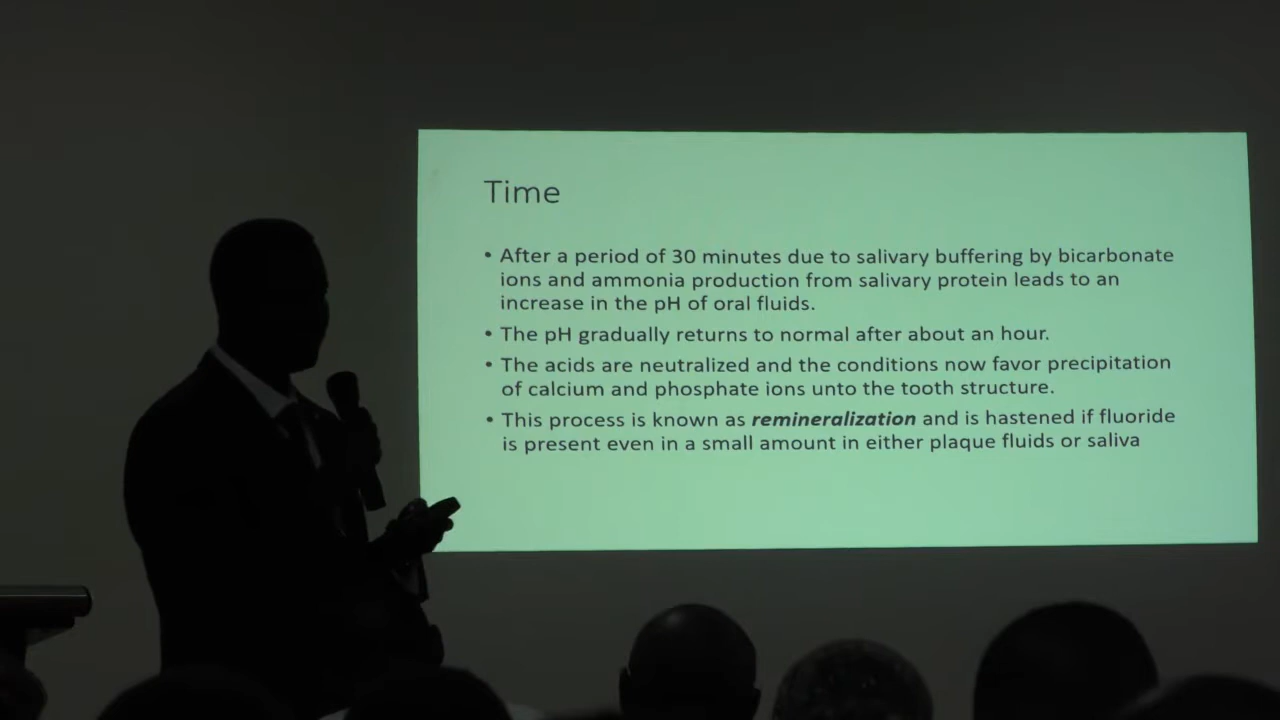 Time
• After a period of 30 minutes due to salivary buffering by bicarbonate
ions and ammonia production from salivary protein leads to an
increase in the pH of oral fluids.
• The pH gradually returns to normal after about an hour.
• The acids are neutralized and the conditions now favor precipitation
of calcium and phosphate ions unto the tooth structure.
• This process is known as remineralization and is hastened if fluoride
is present even in a small amount in either plaque fluids or saliva